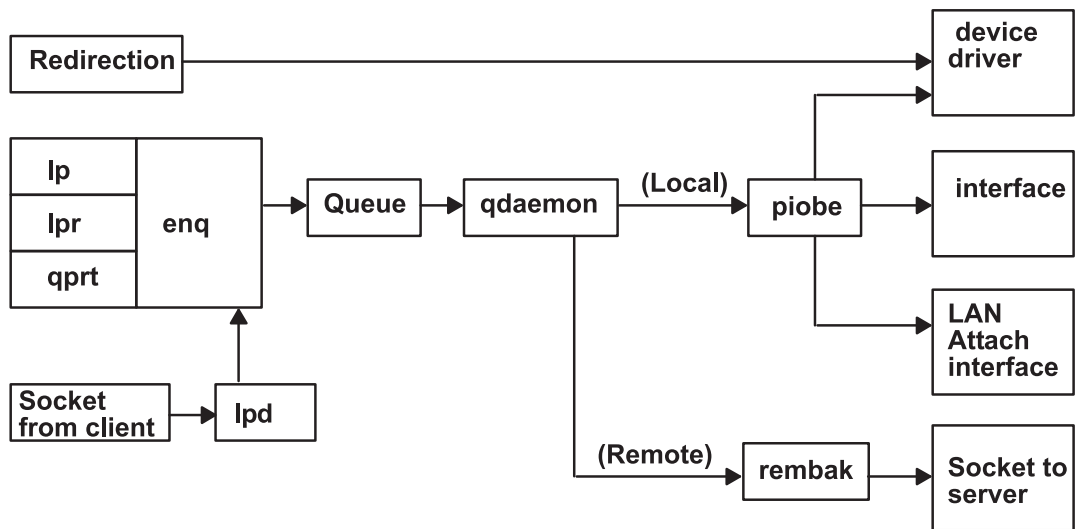 Redirection
device
driver
lp
lpr
qprt
enq
Queue
qdaemon
(Local)
piobe
interface
LAN
Attach
interface
Socket
from client
lpd
(Remote)
rembak
Socket to
server